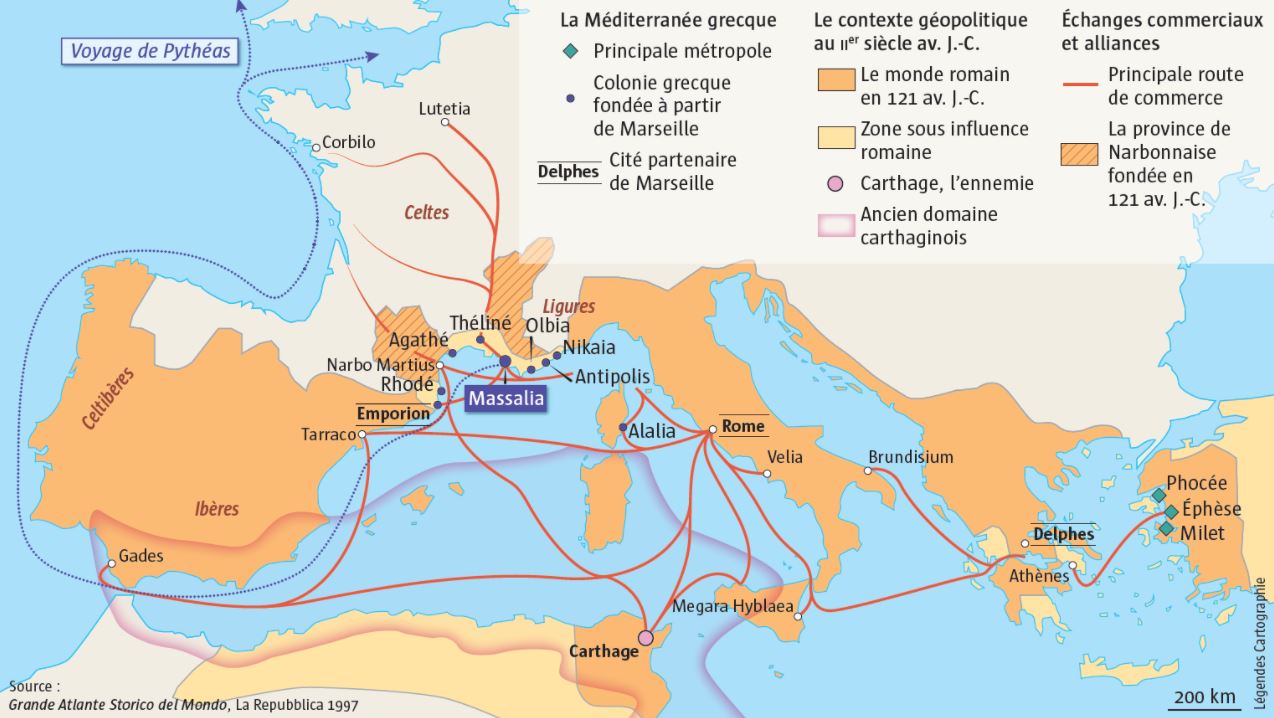 Voyage de Pythéas
La Méditerranée grecque
Principale métropole
Colonie grecque
fondée à partir
de Marseille
Delphes
Cité partenaire
de Marseille
Le contexte géopolitique
au IIer siècle av. J.-C.
Le monde romain
en 121 av. J.-C.
Zone sous influence
romaine
Carthage, l'ennemie
Ancien domaine
carthaginois
Échanges commerciaux
et alliances
Principale route
de commerce
La province de
Narbonnaise
fondée en
121 av. J.-C.
Lutetia
Corbilo
Celtes
Ligures
Théliné
Olbia
Agathé
Nikaia
Narbo Martius
Antipolis
Rhodé
Massalia
Emporion
Celtibères
Tarraco
Alalia
Rome
Velia
Brundisium
Phocée
Éphèse
Milet
Ibères
Delphes
Gades
Athènes
Megara Hyblaea
Carthage
Source :
Grande Atlante Storico del Mondo, La Repubblica 1997
200 km
Légendes Cartographie